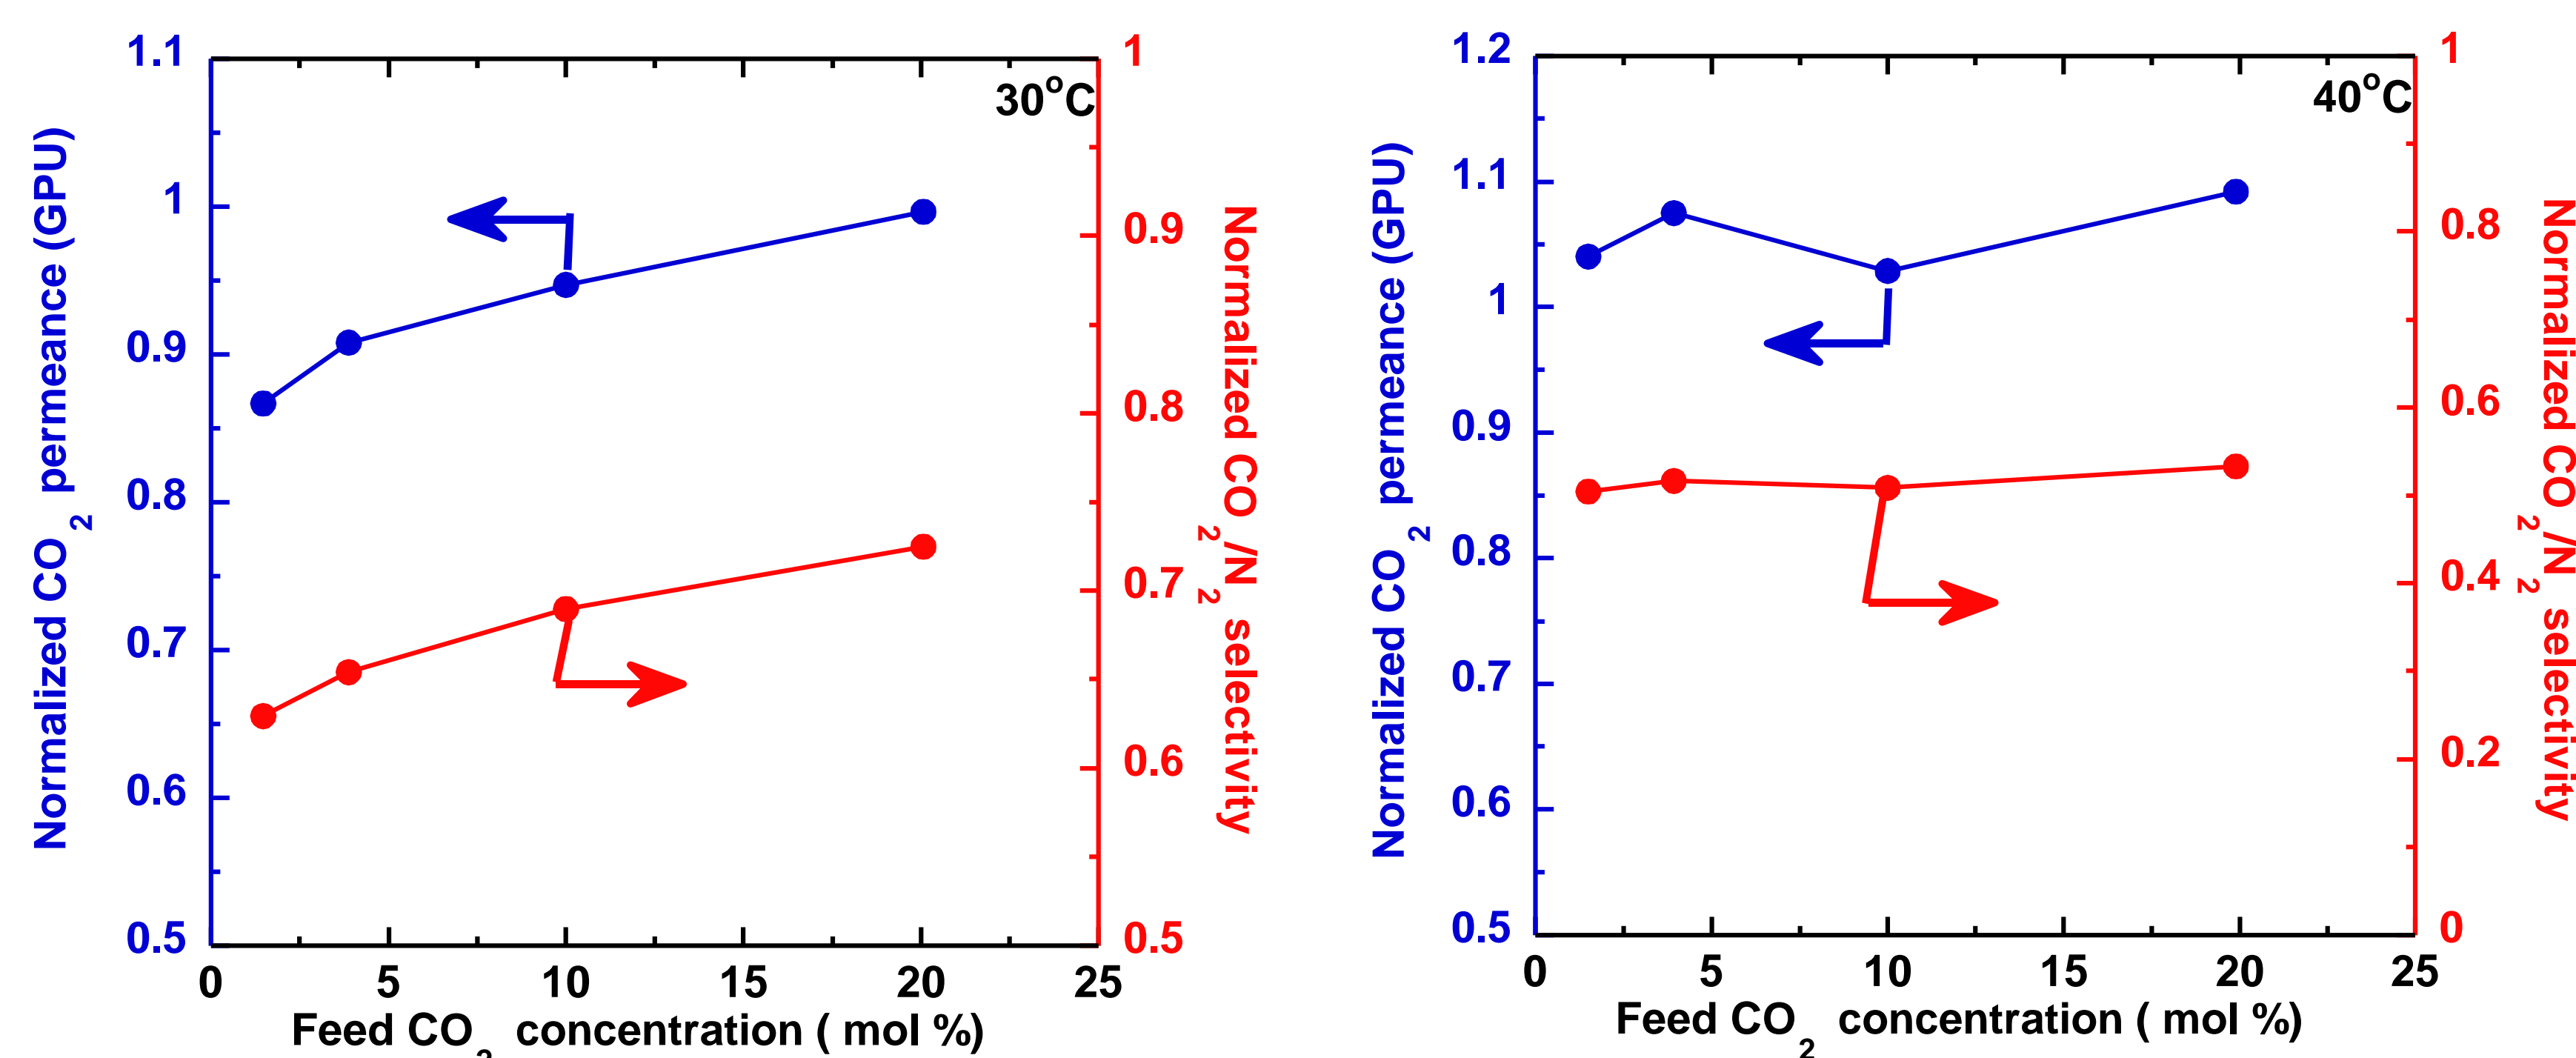 30°C
1.1
1
0.9
0.8
0.7
0.6
0.5
Normalized CO₂ permeance (GPU)
1
0.9
0.8
0.7
0.6
0.5
Normalized CO₂/N₂ selectivity
0 5 10 15 20 25
Feed CO₂ concentration ( mol %)
40°C
1.2
1.1
1
0.9
0.8
0.7
0.6
0.5
Normalized CO₂ permeance (GPU)
1
0.8
0.6
0.4
0.2
0
Normalized CO₂/N₂ selectivity
0 5 10 15 20 25
Feed CO₂ concentration ( mol %)